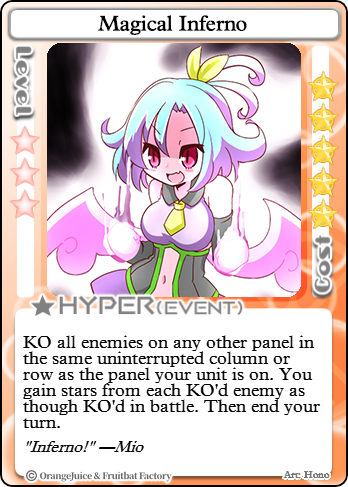 Magical Inferno
Level
Cost
HYPER(EVENT)
KO all enemies on any other panel in
the same uninterrupted column or
row as the panel your unit is on. You
gain stars from each KO'd enemy as
though KO'd in battle. Then end your
turn.
"Inferno!" —Mio
© OrangeJuice & Fruitbat Factory
Art: Hono